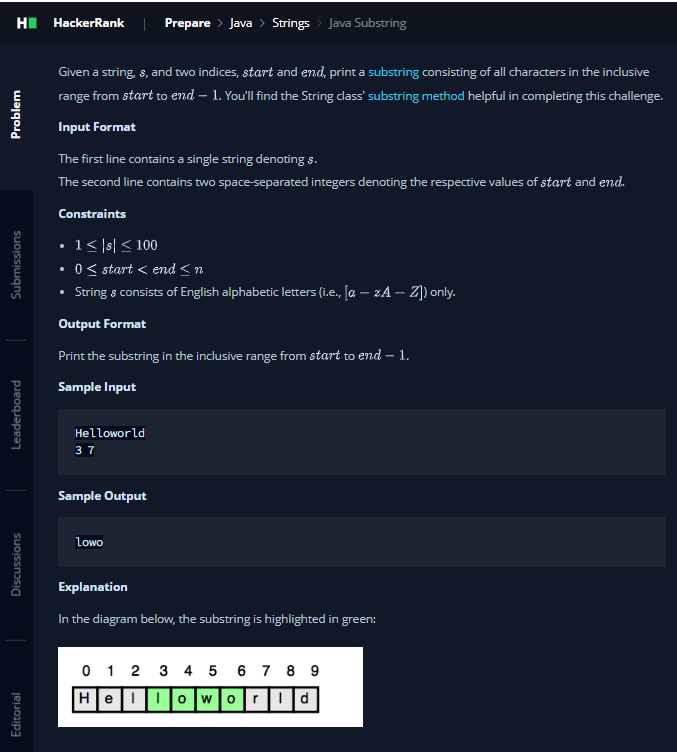 HackerRank | Prepare > Java > Strings > Java Substring
Problem
Submissions
Leaderboard
Discussions
Editorial
Given a string, s, and two indices, start and end, print a substring consisting of all characters in the inclusive
range from start to end − 1. You'll find the String class' substring method helpful in completing this challenge.
Input Format
The first line contains a single string denoting s.
The second line contains two space-separated integers denoting the respective values of start and end.
Constraints
• 1 ≤ |s| ≤ 100
• 0 ≤ start < end ≤ n
• String s consists of English alphabetic letters (i.e., [a − zA − Z]) only.
Output Format
Print the substring in the inclusive range from start to end − 1.
Sample Input
Helloworld
3 7
Sample Output
lowo
Explanation
In the diagram below, the substring is highlighted in green:
0 1 2 3 4 5 6 7 8 9
H e l l o w o r l d